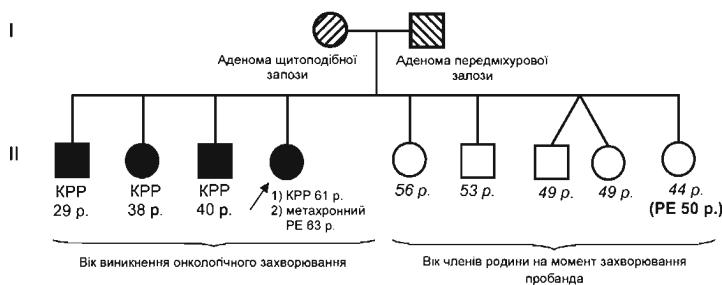 I
Аденома щитоподібної
запози
Аденома передміхурової
залози
II
КРР
29 р.
КРР
38 р.
КРР
40 р.
1) КРР 61 р.
2) метахронний
РЕ 63 р.
56 р.
53 р.
49 р.
49 р.
44 р.
(РЕ 50 р.)
Вік виникнення онкологічного захворювання
Вік членів родини на момент захворювання
пробанда